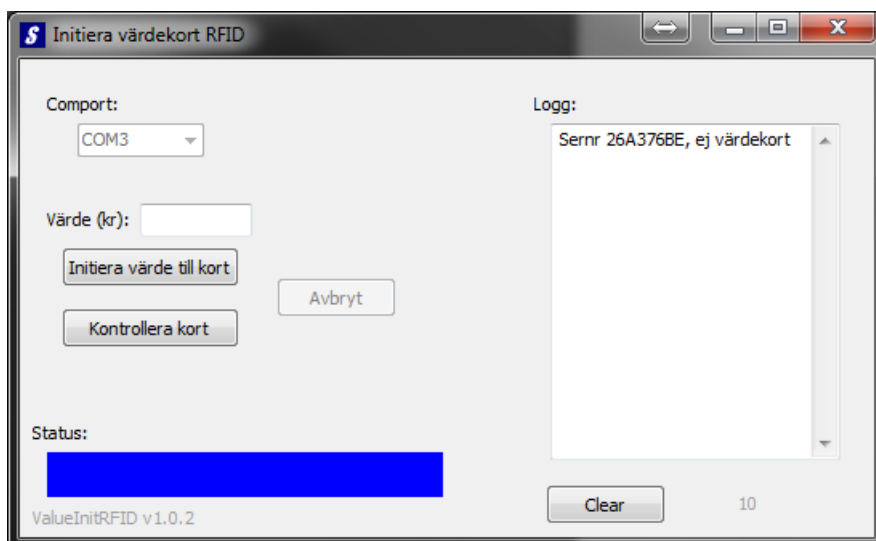 S Initiera värdekort RFID
Comport:
COM3
Värde (kr):
Initiera värde till kort
Avbryt
Kontrollera kort
Status:
ValueInitRFID v1.0.2
Logg:
Sernr 26A376BE, ej värdekort
Clear
10